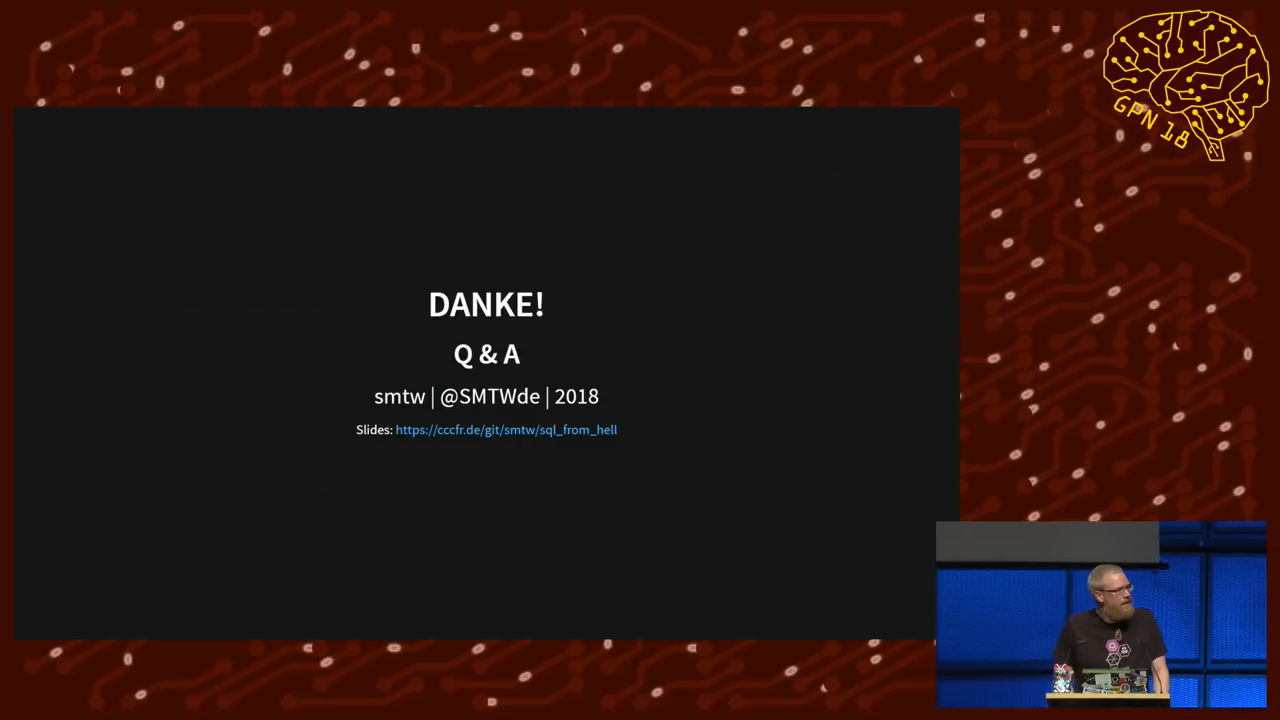 GPN 18
DANKE!
Q & A
smtw | @SMTWde | 2018
Slides: https://cccfr.de/git/smtw/sql_from_hell